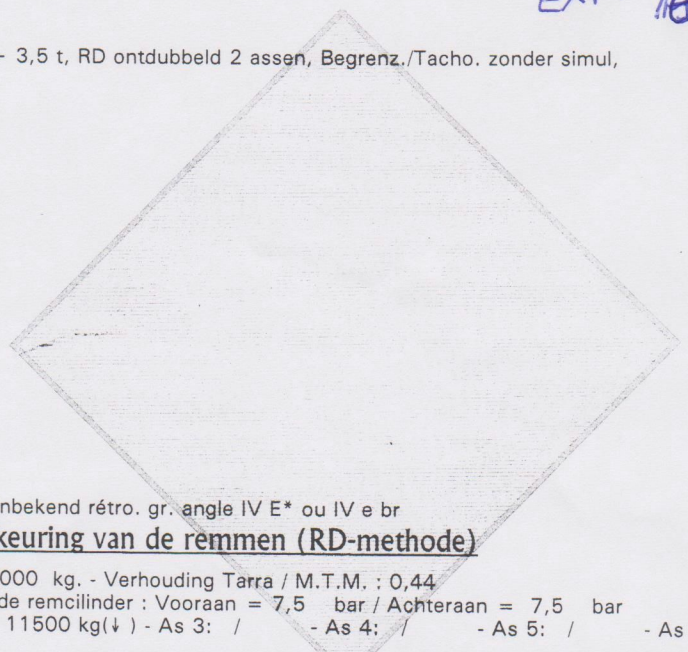 EXP
- 3,5 t, RD ontdubbeld 2 assen, Begrenz./Tacho. zonder simul,
nbekend rétro. gr. angle IV E* ou IV e br
keuring van de remmen (RD-methode)
000 kg. - Verhouding Tarra / M.T.M. : 0,44
de remcilinder : Vooraan = 7,5 bar / Achteraan = 7,5 bar
11500 kg(↓ ) - As 3: / - As 4: / - As 5: / - As